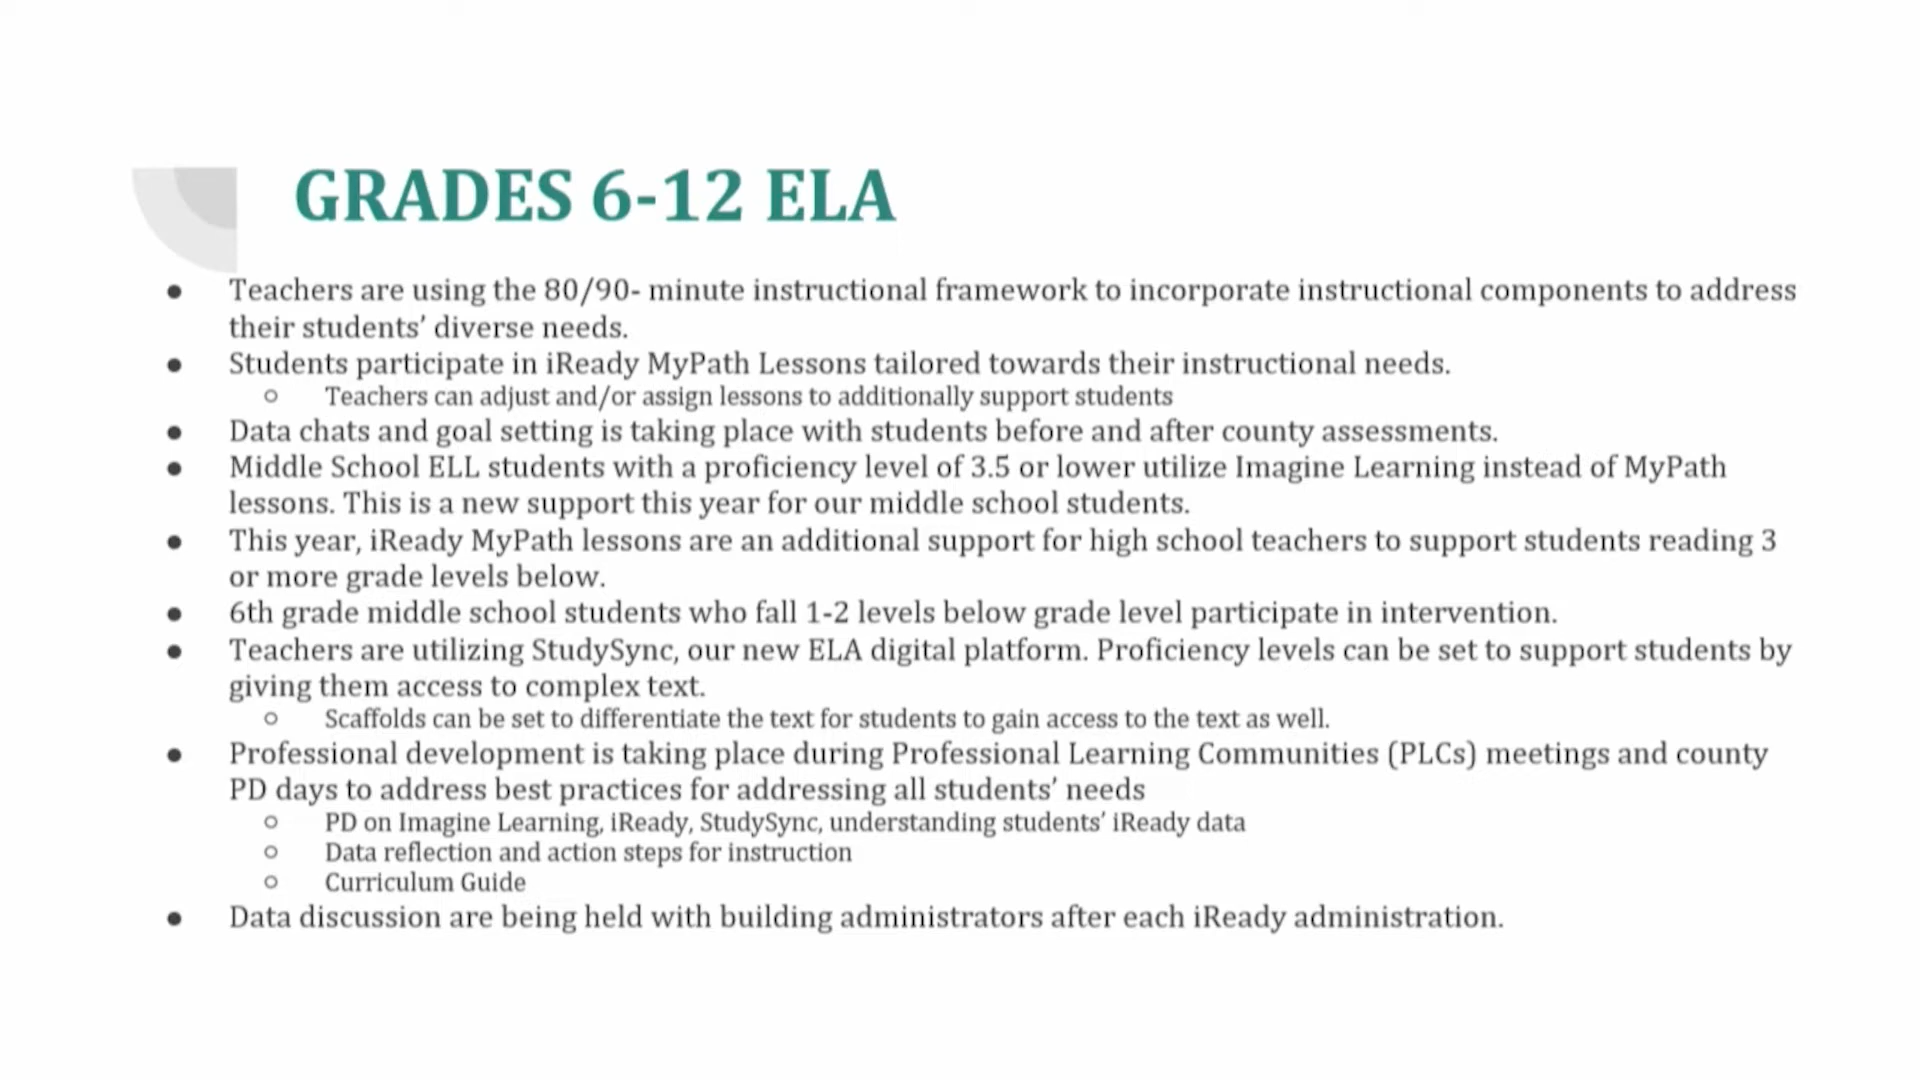 GRADES 6-12 ELA
● Teachers are using the 80/90- minute instructional framework to incorporate instructional components to address
their students’ diverse needs.
● Students participate in iReady MyPath Lessons tailored towards their instructional needs.
○ Teachers can adjust and/or assign lessons to additionally support students
● Data chats and goal setting is taking place with students before and after county assessments.
● Middle School ELL students with a proficiency level of 3.5 or lower utilize Imagine Learning instead of MyPath
lessons. This is a new support this year for our middle school students.
● This year, iReady MyPath lessons are an additional support for high school teachers to support students reading 3
or more grade levels below.
● 6th grade middle school students who fall 1-2 levels below grade level participate in intervention.
● Teachers are utilizing StudySync, our new ELA digital platform. Proficiency levels can be set to support students by
giving them access to complex text.
○ Scaffolds can be set to differentiate the text for students to gain access to the text as well.
● Professional development is taking place during Professional Learning Communities (PLCs) meetings and county
PD days to address best practices for addressing all students’ needs
○ PD on Imagine Learning, iReady, StudySync, understanding students’ iReady data
○ Data reflection and action steps for instruction
○ Curriculum Guide
● Data discussion are being held with building administrators after each iReady administration.